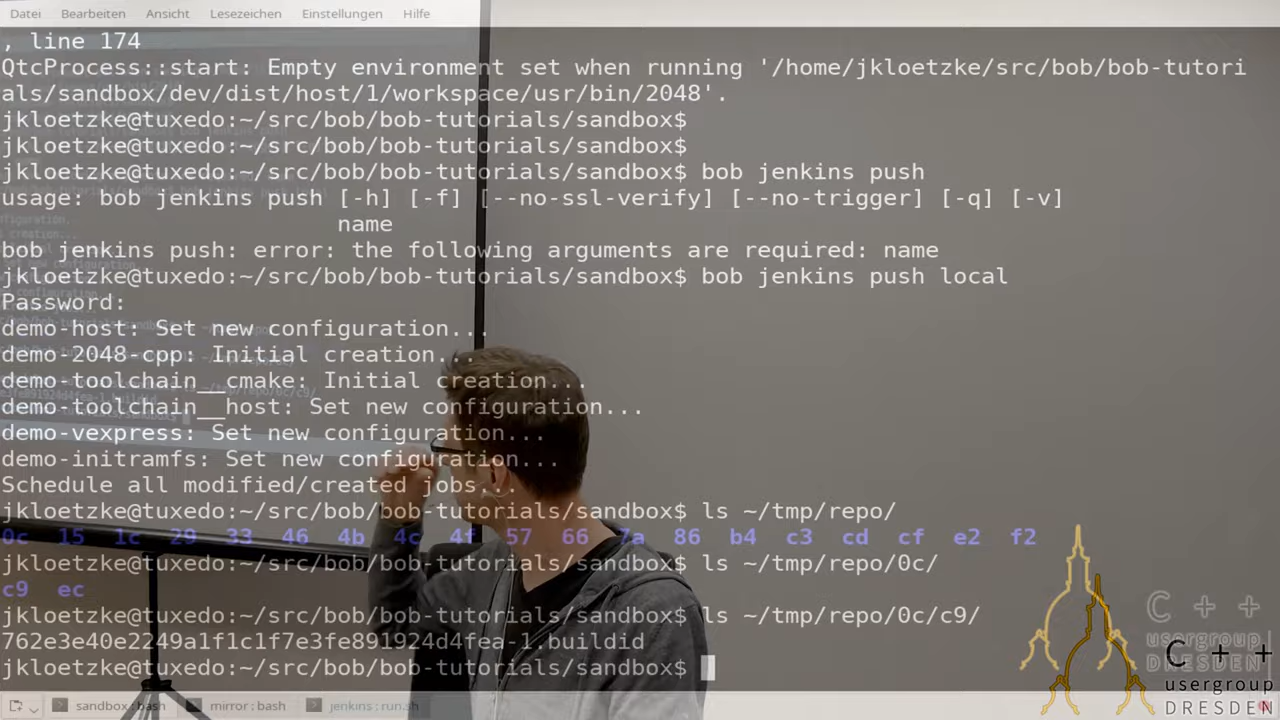 Datei Bearbeiten Ansicht Lesezeichen Einstellungen Hilfe
, line 174
QtcProcess::start: Empty environment set when running '/home/jkloetzke/src/bob/bob-tutori
als/sandbox/dev/dist/host/1/workspace/usr/bin/2048'.
jkloetzke@tuxedo:~/src/bob/bob-tutorials/sandbox$
jkloetzke@tuxedo:~/src/bob/bob-tutorials/sandbox$
jkloetzke@tuxedo:~/src/bob/bob-tutorials/sandbox$ bob jenkins push
usage: bob jenkins push [-h] [-f] [--no-ssl-verify] [--no-trigger] [-q] [-v]
name
bob jenkins push: error: the following arguments are required: name
jkloetzke@tuxedo:~/src/bob/bob-tutorials/sandbox$ bob jenkins push local
Password:
demo-host: Set new configuration...
demo-2048-cpp: Initial creation...
demo-toolchain__cmake: Initial creation...
demo-toolchain__host: Set new configuration...
demo-vexpress: Set new configuration...
demo-initramfs: Set new configuration...
Schedule all modified/created jobs...
jkloetzke@tuxedo:~/src/bob/bob-tutorials/sandbox$ ls ~/tmp/repo/
0c 15 1c 29 33 46 4b 4c 4f 57 66 7a 86 b4 c3 cd cf e2 f2
jkloetzke@tuxedo:~/src/bob/bob-tutorials/sandbox$ ls ~/tmp/repo/0c/
c9 ec
jkloetzke@tuxedo:~/src/bob/bob-tutorials/sandbox$ ls ~/tmp/repo/0c/c9/
762e3e40e2249a1f1c1f7e3fe891924d4fea-1.buildid
jkloetzke@tuxedo:~/src/bob/bob-tutorials/sandbox$
sandbox : bash mirror : bash jenkins : run.sh
C + +
usergroup
DRESDEN
C + +
usergroup
DRESDEN